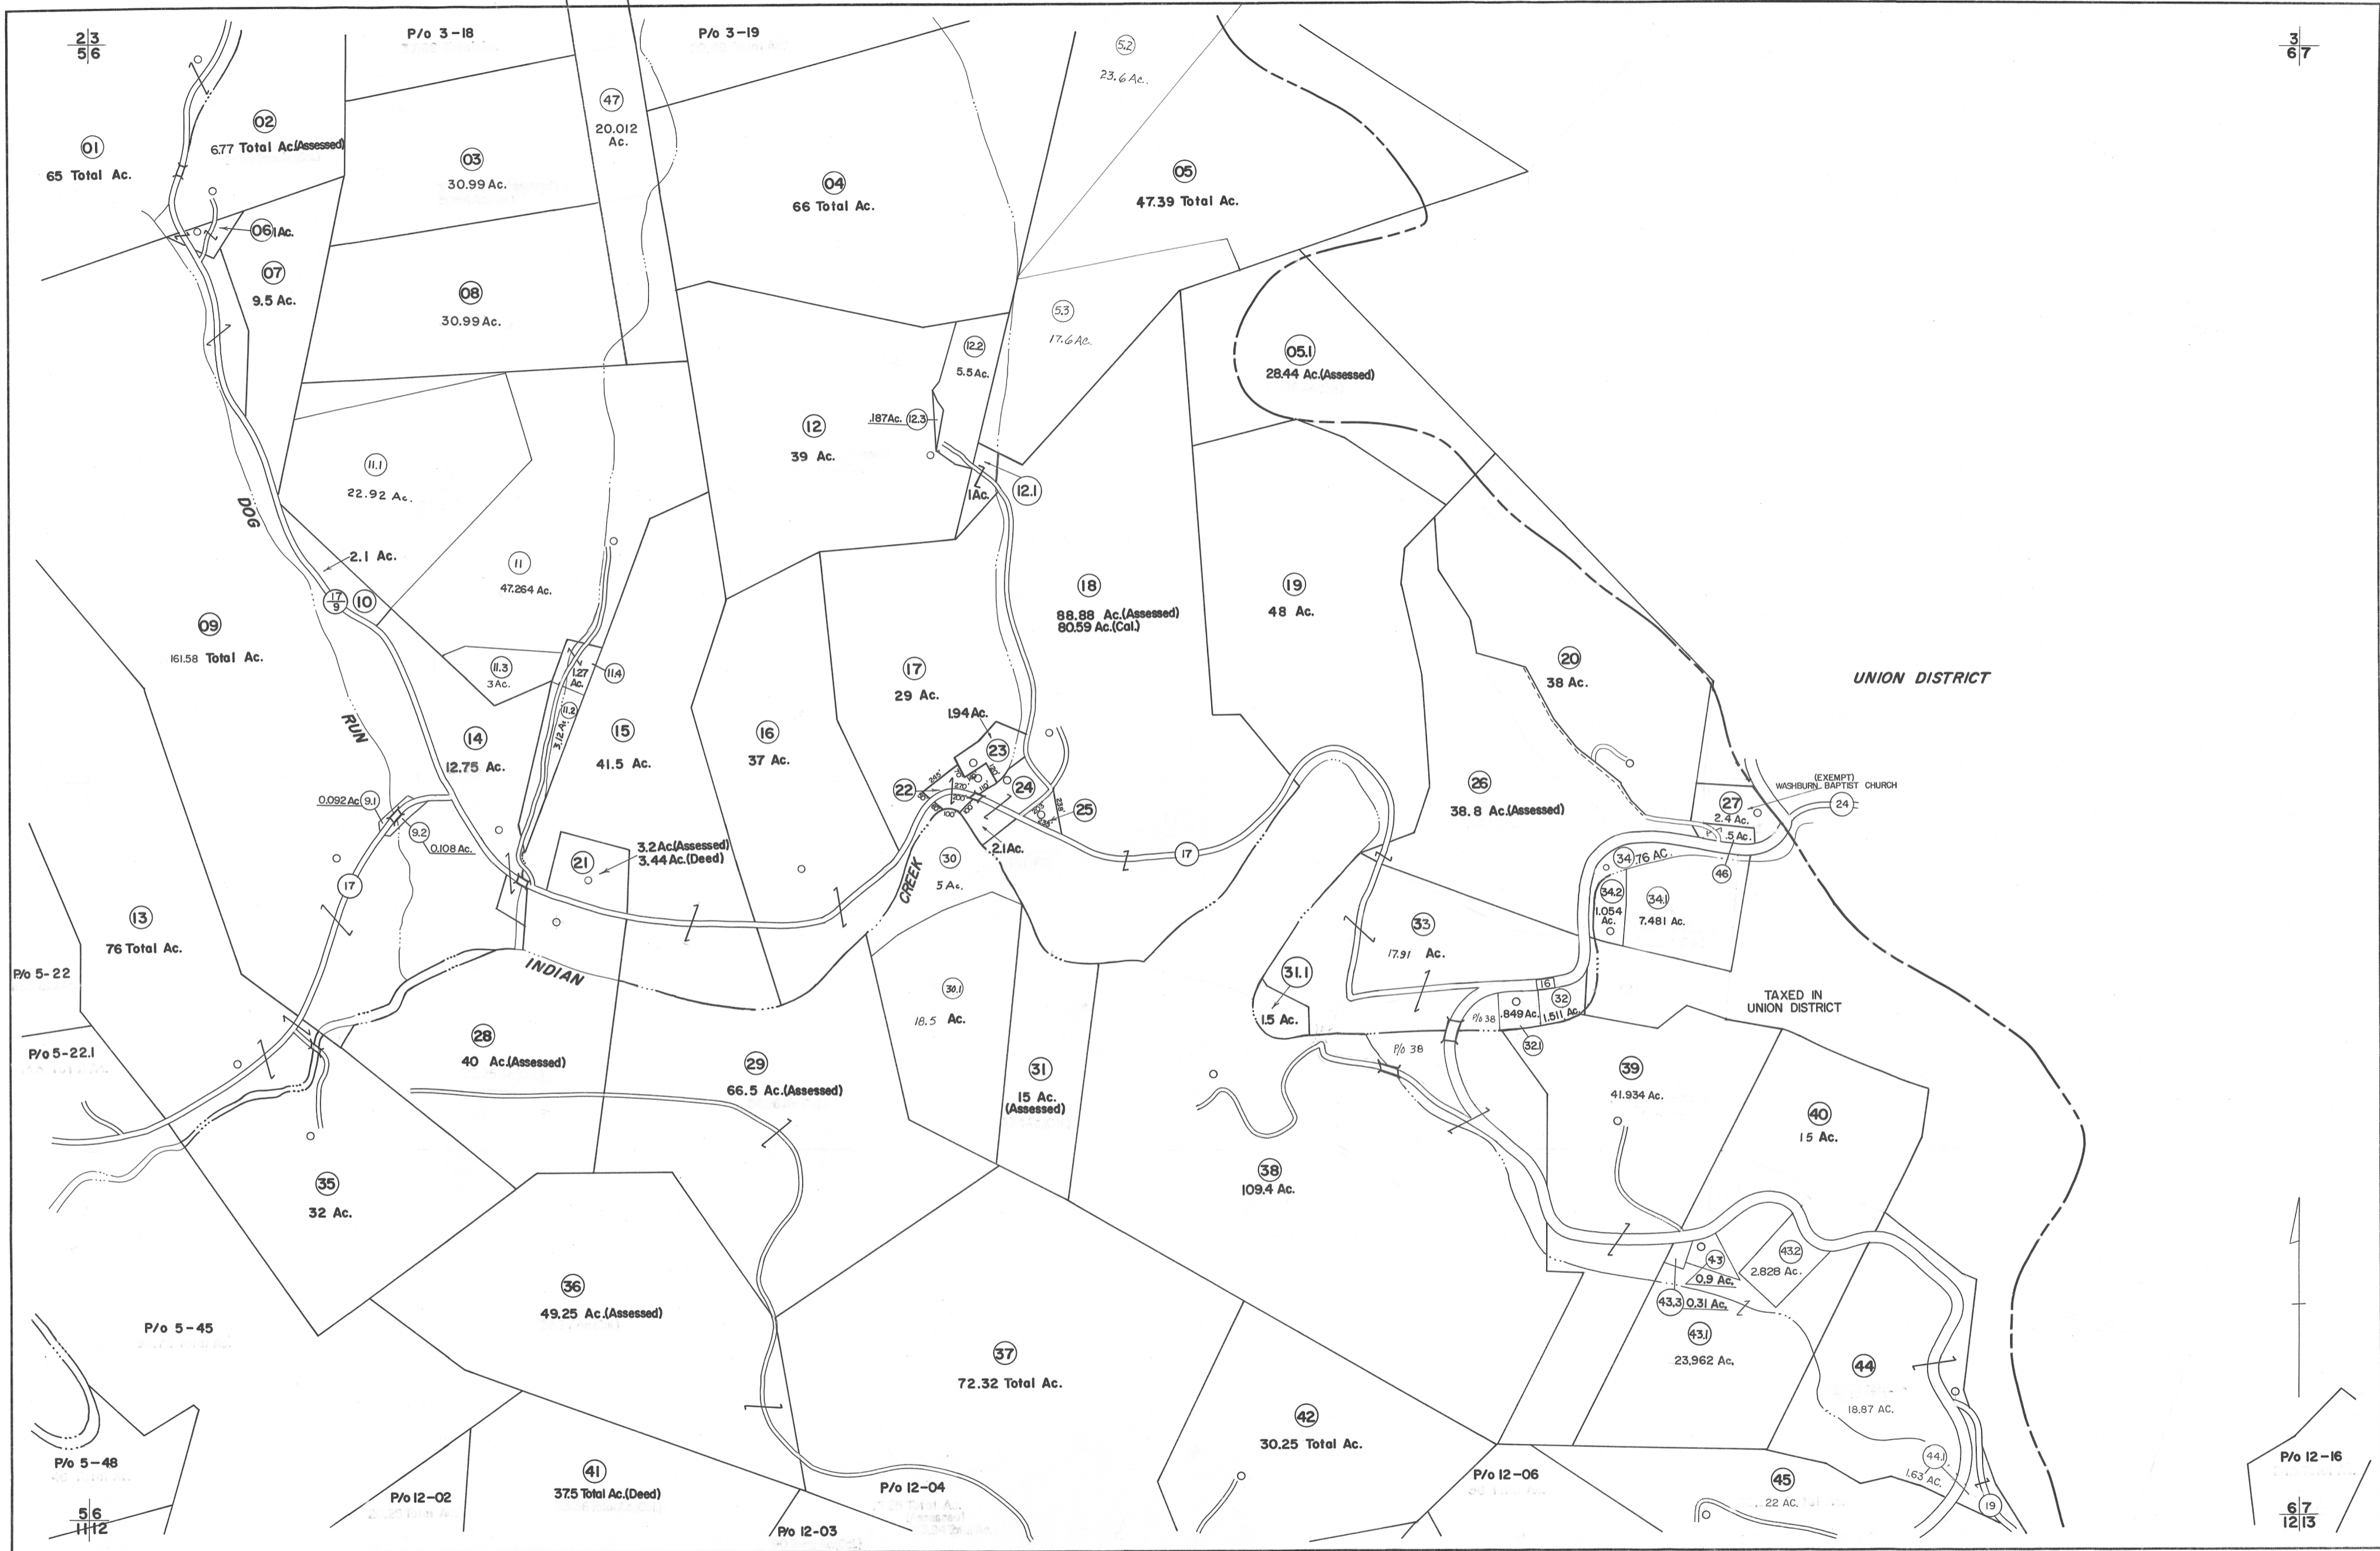 2 3
5 6
P/o 3-18
P/o 3-19
5.2
23.6 Ac.
3
6 7
01
65 Total Ac.
02
6.77 Total Ac.(Assessed)
03
30.99 Ac.
47
20.012
Ac.
04
66 Total Ac.
05
47.39 Total Ac.
06
1Ac.
07
9.5 Ac.
08
30.99 Ac.
12.2
5.5 Ac.
5.3
17.6 Ac.
05.1
28.44 Ac.(Assessed)
.187Ac.
12.3
12
39 Ac.
11.1
22.92 Ac.
1Ac.
12.1
DOG
2.1 Ac.
11
47.264 Ac.
17
9
10
18
88.88 Ac.(Assessed)
80.59 Ac.(Cal.)
19
48 Ac.
09
161.58 Total Ac.
11.3
3 Ac.
1.27
Ac.
11.4
17
29 Ac.
20
38 Ac.
UNION DISTRICT
RUN
11.2
3.12 Ac.
14
12.75 Ac.
15
41.5 Ac.
16
37 Ac.
1.94 Ac.
23
22
245'
270'
200'
110'
100'
100'
24
25
238'
235'
26
38.8 Ac.(Assessed)
(EXEMPT)
WASHBURN BAPTIST CHURCH
27
2.4 Ac.
24
.5 Ac.
46
0.092 Ac.
9.1
9.2
0.108 Ac.
21
3.2 Ac.(Assessed)
3.44 Ac.(Deed)
2.1 Ac.
17
30
5 Ac.
CREEK
34
.76 AC.
34.2
1.054
Ac.
34.1
7.481 Ac.
17
13
76 Total Ac.
33
17.91 Ac.
P/o 5-22
INDIAN
30.1
18.5 Ac.
31.1
1.5 Ac.
16
32
1.511 Ac.
P/o 38
.849 Ac.
32.1
TAXED IN
UNION DISTRICT
P/o 5-22.1
28
40 Ac.(Assessed)
29
66.5 Ac.(Assessed)
31
15 Ac.
(Assessed)
P/o 38
39
41.934 Ac.
40
15 Ac.
35
32 Ac.
38
109.4 Ac.
36
49.25 Ac.(Assessed)
43
0.9 Ac.
43.2
2.828 Ac.
43.3
0.31 Ac.
43.1
23.962 Ac.
P/o 5-45
37
72.32 Total Ac.
44
18.87 AC.
42
30.25 Total Ac.
P/o 5-48
41
37.5 Total Ac.(Deed)
P/o 12-02
P/o 12-04
P/o 12-03
P/o 12-06
45
22 AC.
44.1
1.63 AC.
19
P/o 12-16
5 6
11 12
6 7
12 13